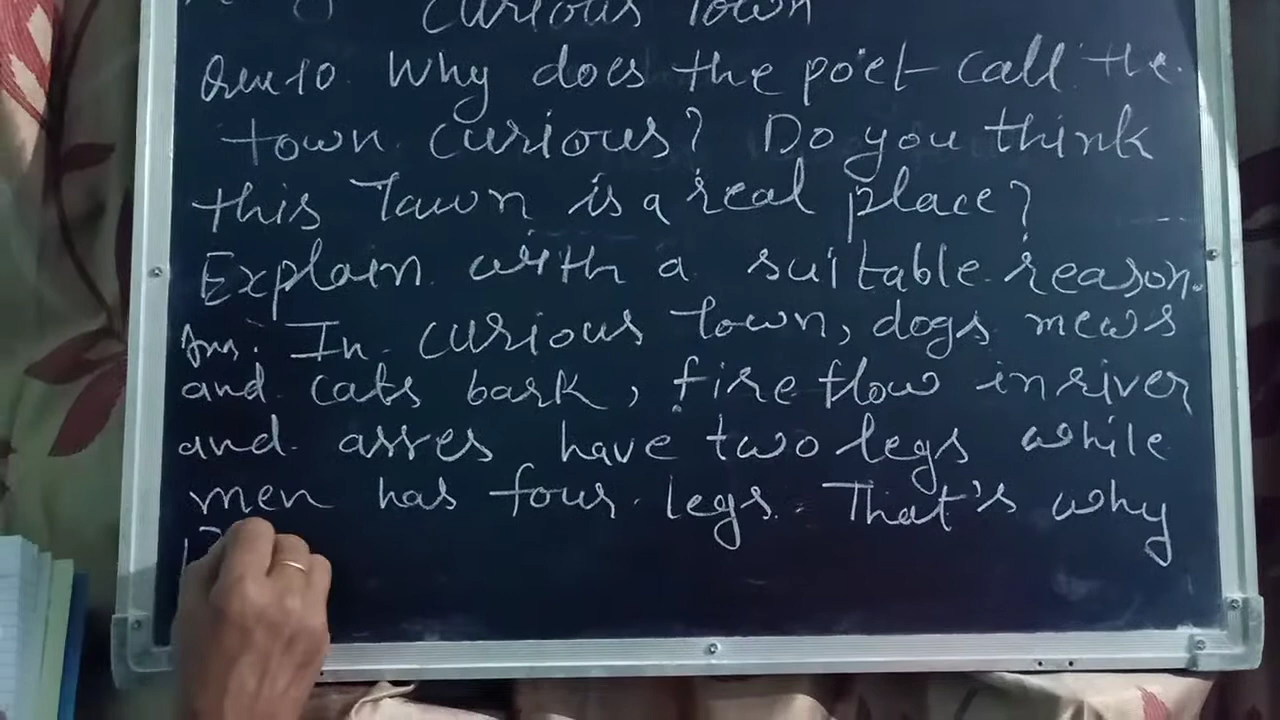 Curious Town
Que 10. Why does the poet call the
town curious? Do you think
this Town is a real place?
Explain with a suitable reason.
Ans: In curious town, dogs mews
and cats bark, fire flow in river
and asses have two legs while
men has four legs. That's why